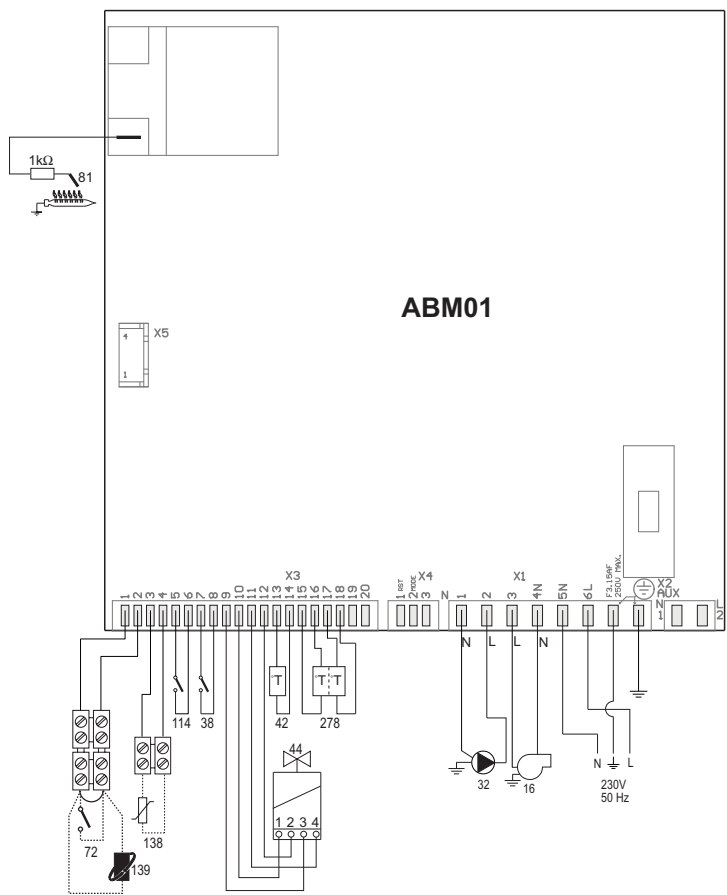 1kΩ
81
ABM01
X5
4
1
X3
1 2 3 4 5 6 7 8 9 10 11 12 13 14 15 16 17 18 19 20
X4
1 RST
2 MODE
3
X1
N 1 2 3 4N 5N 6L
F3.15AF
250V MAX.
X2
AUX
N L
1 2
N L L N
°T
°T °T
114 38 42 278
44
1 2 3 4
32 16
N L
230V
50 Hz
72 138
139